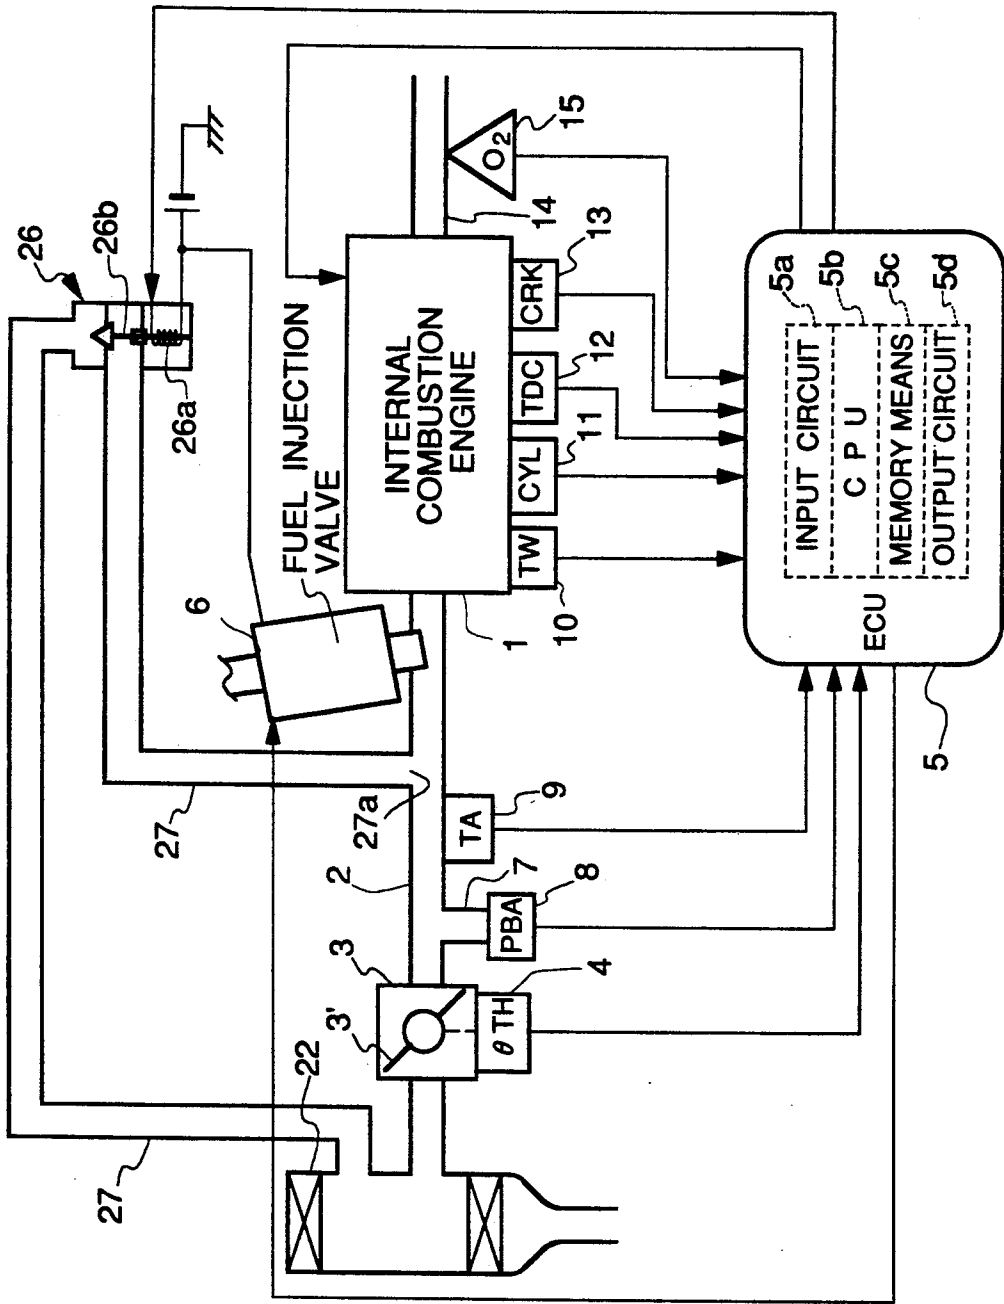 26
26b
26a
27
27
27a
22
6
FUEL INJECTION
VALVE
INTERNAL
COMBUSTION
ENGINE
1
2
3
3'
θ TH
4
PBA
7
8
TA
9
TW
10
CYL
11
TDC
12
CRK
13
14
O2
15
ECU
5
INPUT CIRCUIT
5a
C P U
5b
MEMORY MEANS
5c
OUTPUT CIRCUIT
5d